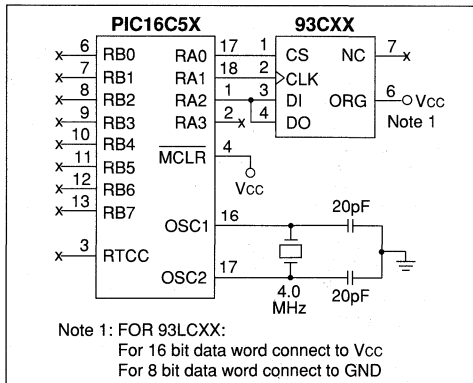 PIC16C5X 93CXX
6 RB0 RA0 17 1 CS NC 7
7 RB1 RA1 18 2 CLK
8 RB2 RA2 1 3 DI ORG 6 Vcc
9 RB3 RA3 2 4 DO Note 1
10 RB4
11 RB5 MCLR 4
12 RB6 Vcc
13 RB7
OSC1 16 20pF
3 RTCC
OSC2 17
4.0 20pF
MHz
Note 1: FOR 93LCXX:
For 16 bit data word connect to Vcc
For 8 bit data word connect to GND